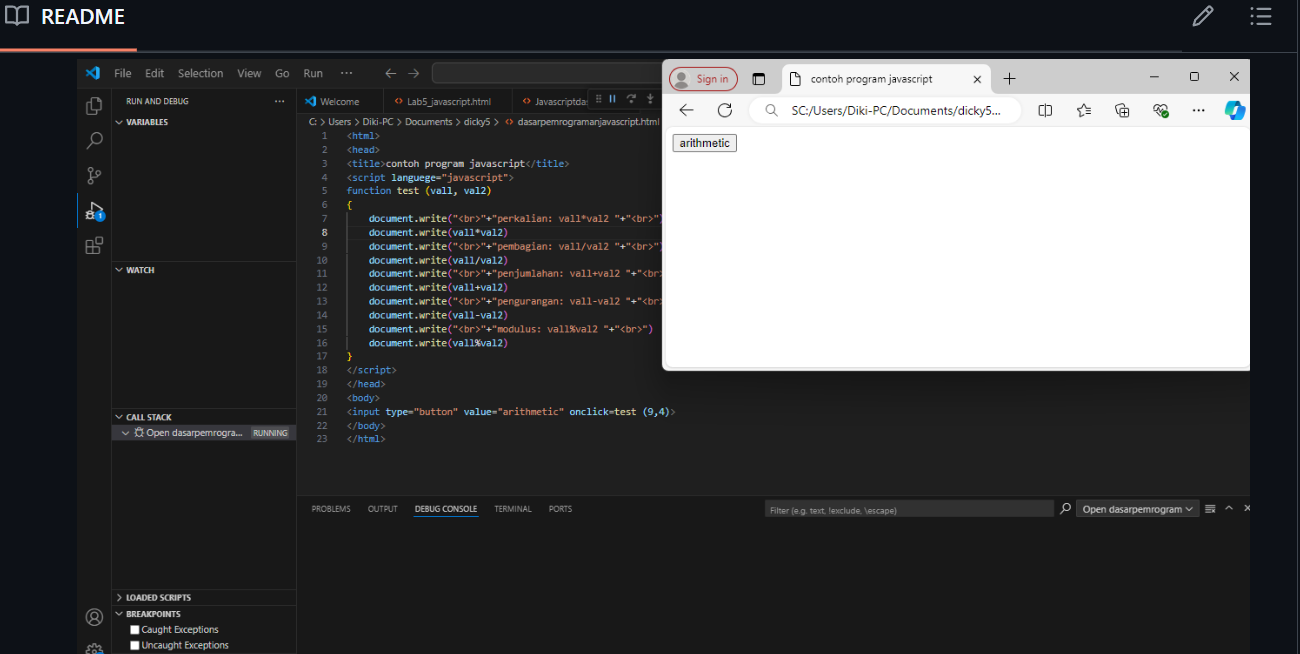 README
File Edit Selection View Go Run ···
RUN AND DEBUG ···
VARIABLES
WATCH
CALL STACK
Open dasarpemrogra... RUNNING
LOADED SCRIPTS
BREAKPOINTS
Caught Exceptions
Uncaught Exceptions
1
Welcome Lab5_javascript.html Javascriptdas
C: > Users > Diki-PC > Documents > dicky5 > <> dasarpemrogramanjavascript.html
1 <html>
2 <head>
3 <title>contoh program javascript</title>
4 <script languege="javascript">
5 function test (vall, val2)
6 {
7 document.write("<br>"+"perkalian: vall*val2 "+"<br>")
8 document.write(vall*val2)
9 document.write("<br>"+"pembagian: vall/val2 "+"<br>")
10 document.write(vall/val2)
11 document.write("<br>"+"penjumlahan: vall+val2 "+"<br
12 document.write(vall+val2)
13 document.write("<br>"+"pengurangan: vall-val2 "+"<br
14 document.write(vall-val2)
15 document.write("<br>"+"modulus: vall%val2 "+"<br>")
16 document.write(vall%val2)
17 }
18 </script>
19 </head>
20 <body>
21 <input type="button" value="arithmetic" onclick=test (9,4)>
22 </body>
23 </html>
Sign in
contoh program javascript
SC:/Users/Diki-PC/Documents/dicky5...
arithmetic
PROBLEMS OUTPUT DEBUG CONSOLE TERMINAL PORTS
Filter (e.g. text, !exclude, \escape)
Open dasarpemrogram